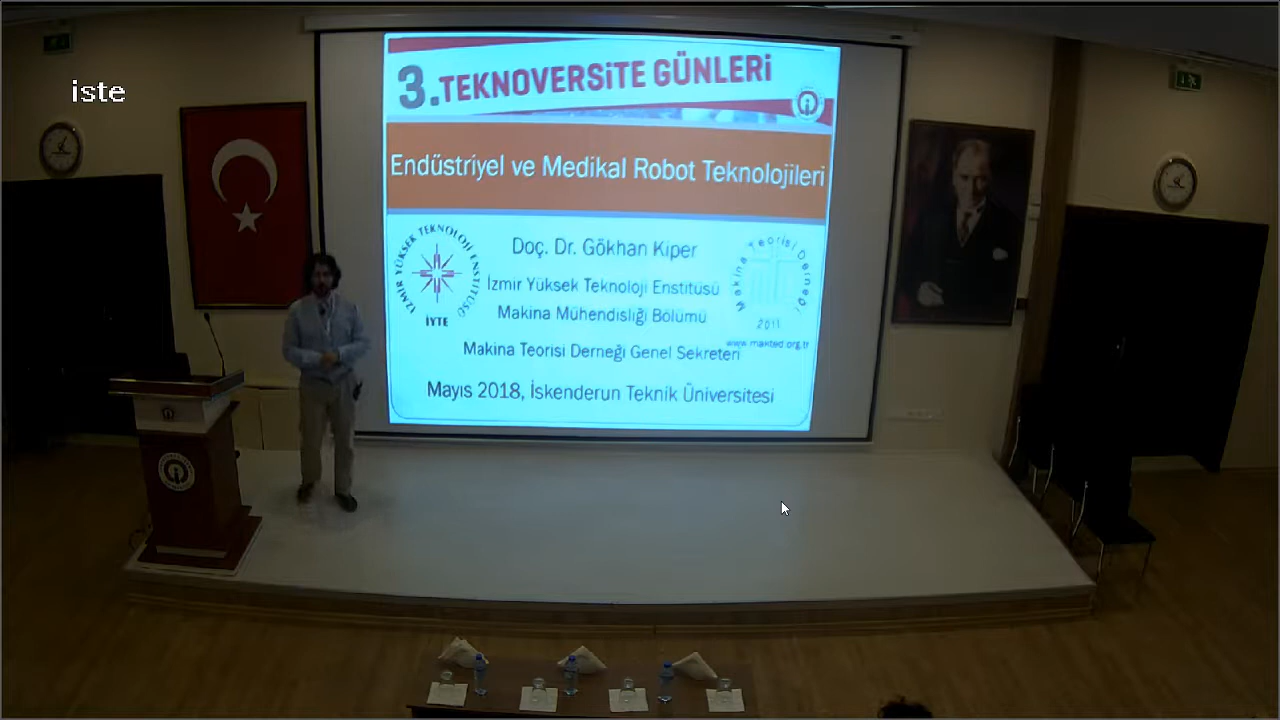 iste
3.TEKNOVERSİTE GÜNLERİ
Endüstriyel ve Medikal Robot Teknolojileri
İZMİR YÜKSEK TEKNOLOJİ ENSTİTÜSÜ
İYTE
Doç. Dr. Gökhan Kiper
İzmir Yüksek Teknoloji Enstitüsü
Makina Mühendisliği Bölümü
Makina Teorisi Derneği Genel Sekreteri
Mayıs 2018, İskenderun Teknik Üniversitesi
Makina Teorisi Derneği
2011
www.makted.org.tr